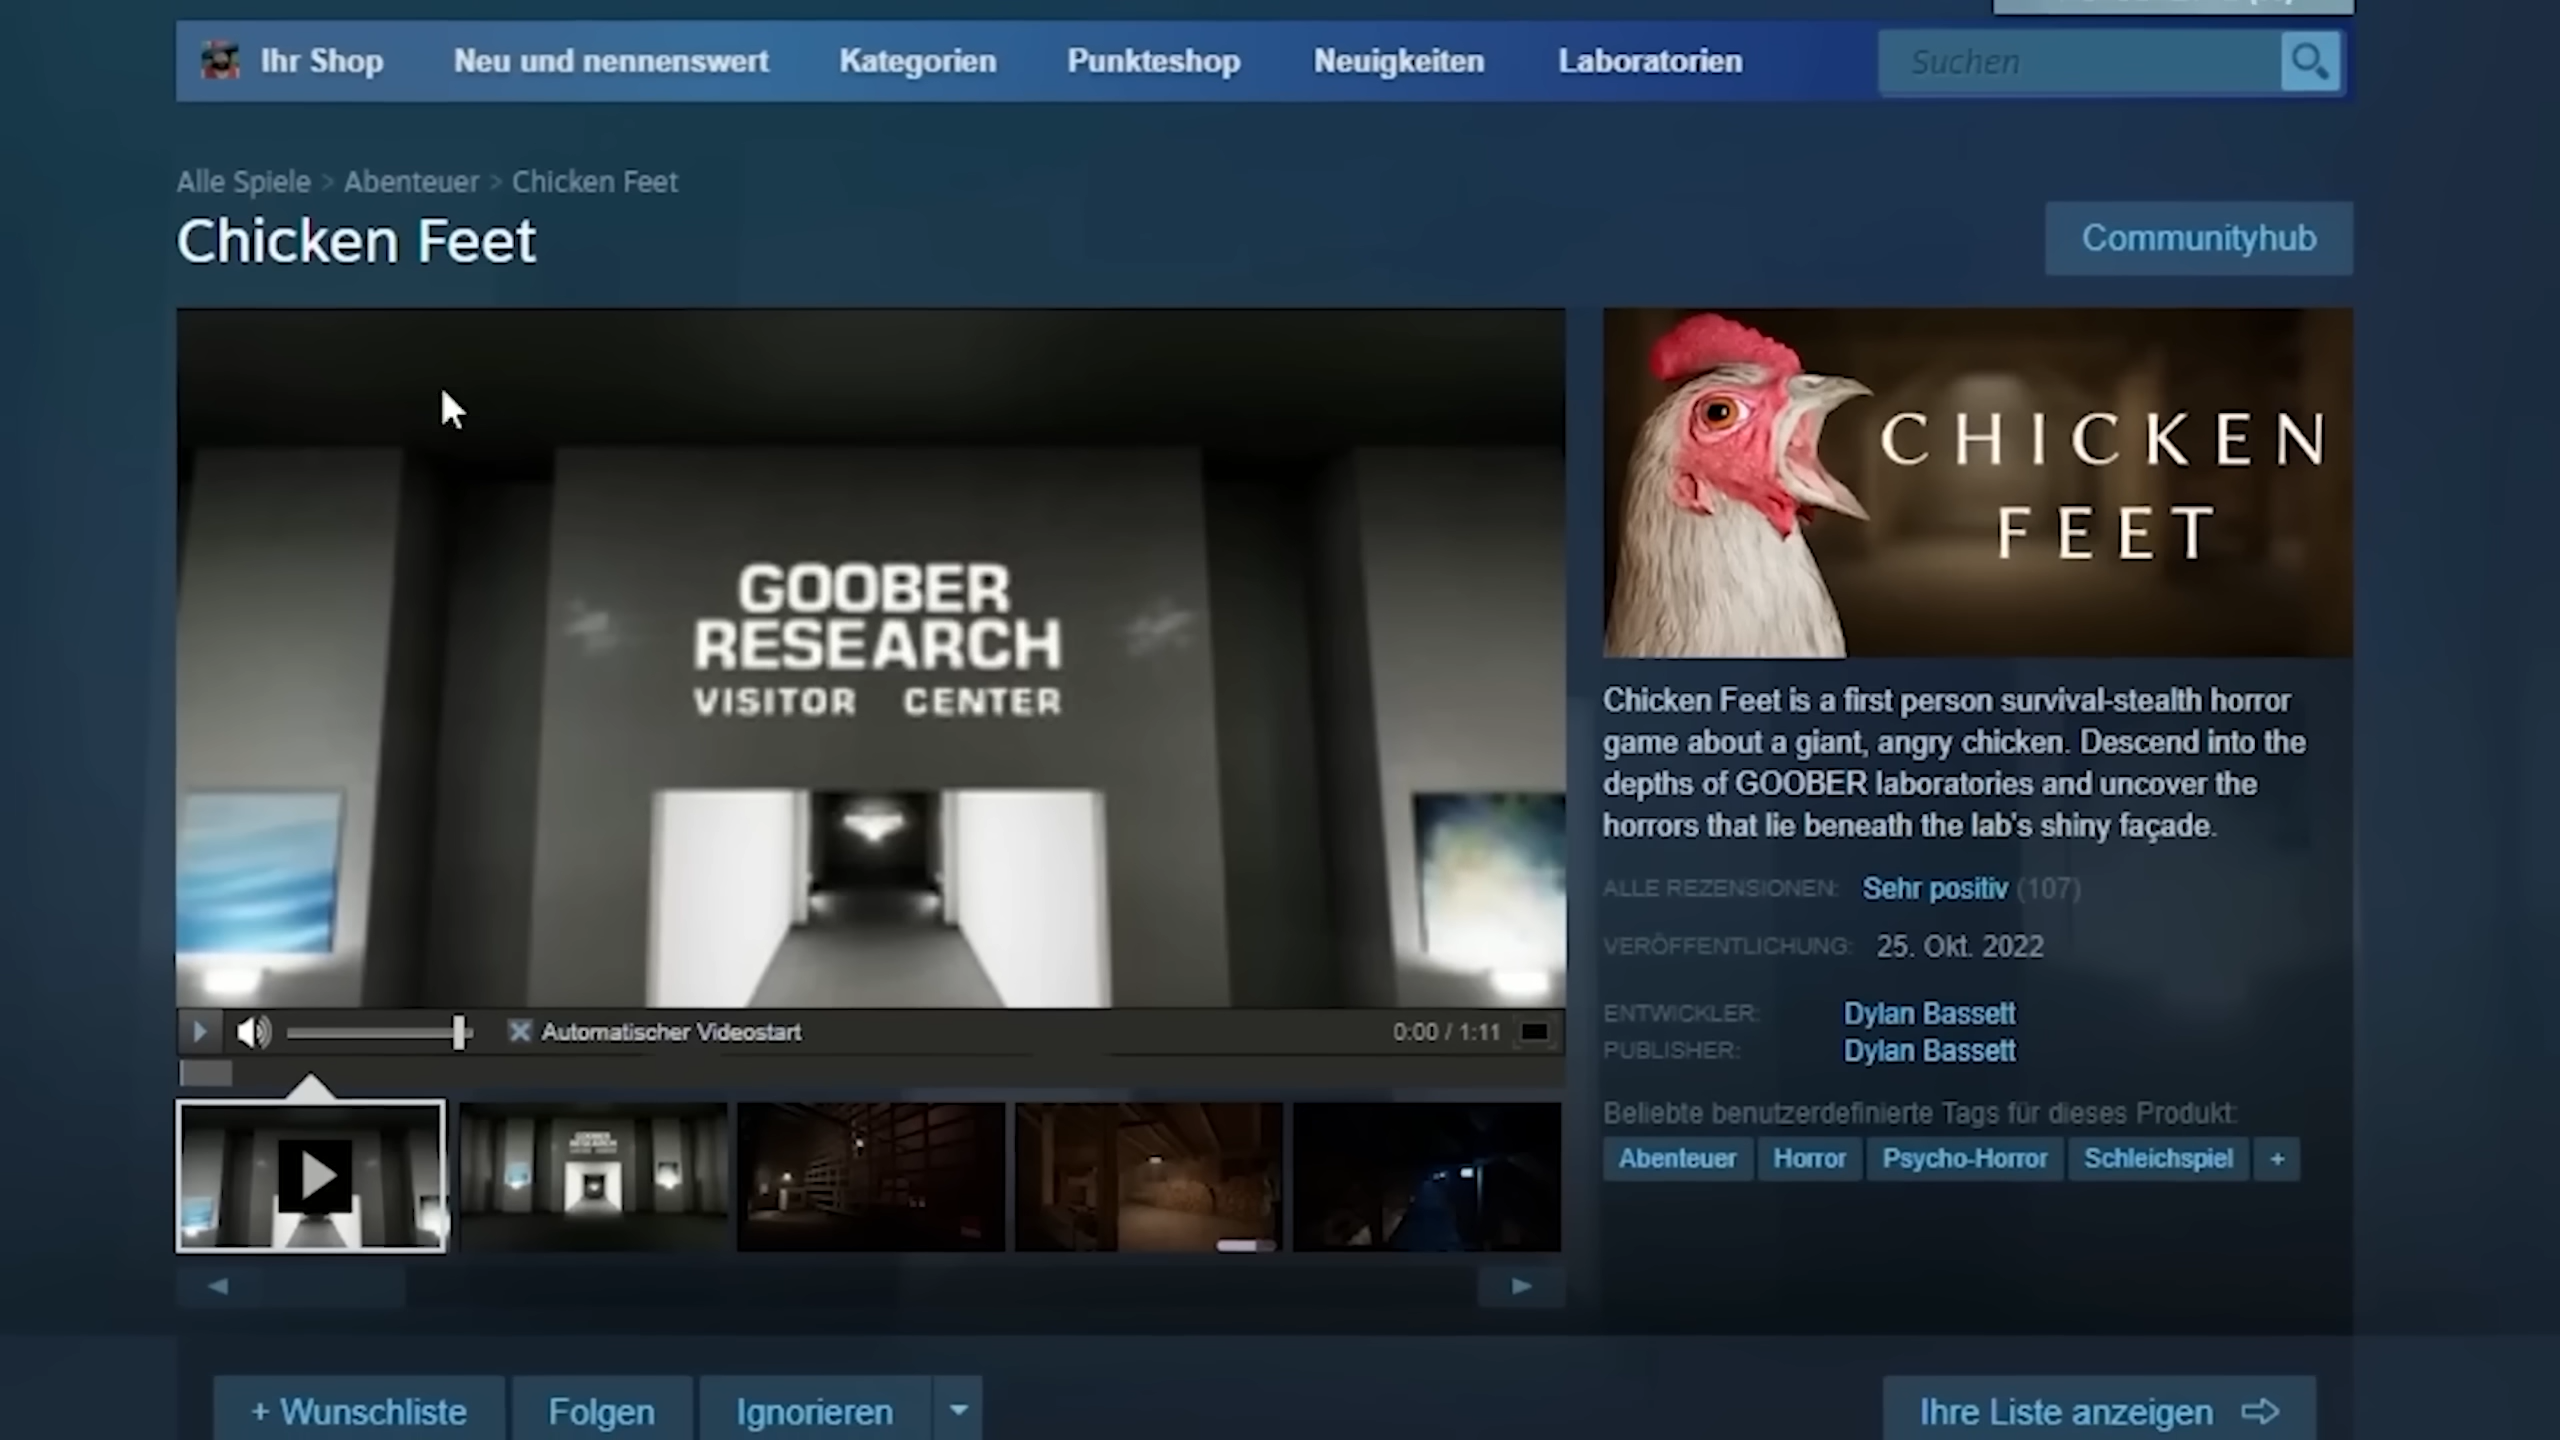 Ihr Shop
Neu und nennenswert
Kategorien
Punkteshop
Neuigkeiten
Laboratorien
Suchen
Alle Spiele > Abenteuer > Chicken Feet
Chicken Feet
Communityhub
GOOBER
RESEARCH
VISITOR CENTER
CHICKEN
FEET
Chicken Feet is a first person survival-stealth horror
game about a giant, angry chicken. Descend into the
depths of GOOBER laboratories and uncover the
horrors that lie beneath the lab's shiny façade.
ALLE REZENSIONEN: Sehr positiv (107)
VERÖFFENTLICHUNG: 25. Okt. 2022
ENTWICKLER: Dylan Bassett
PUBLISHER: Dylan Bassett
Beliebte benutzerdefinierte Tags für dieses Produkt:
Abenteuer
Horror
Psycho-Horror
Schleichspiel
+
Automatischer Videostart
0:00 / 1:11
GOOBER
RESEARCH
+ Wunschliste
Folgen
Ignorieren
Ihre Liste anzeigen